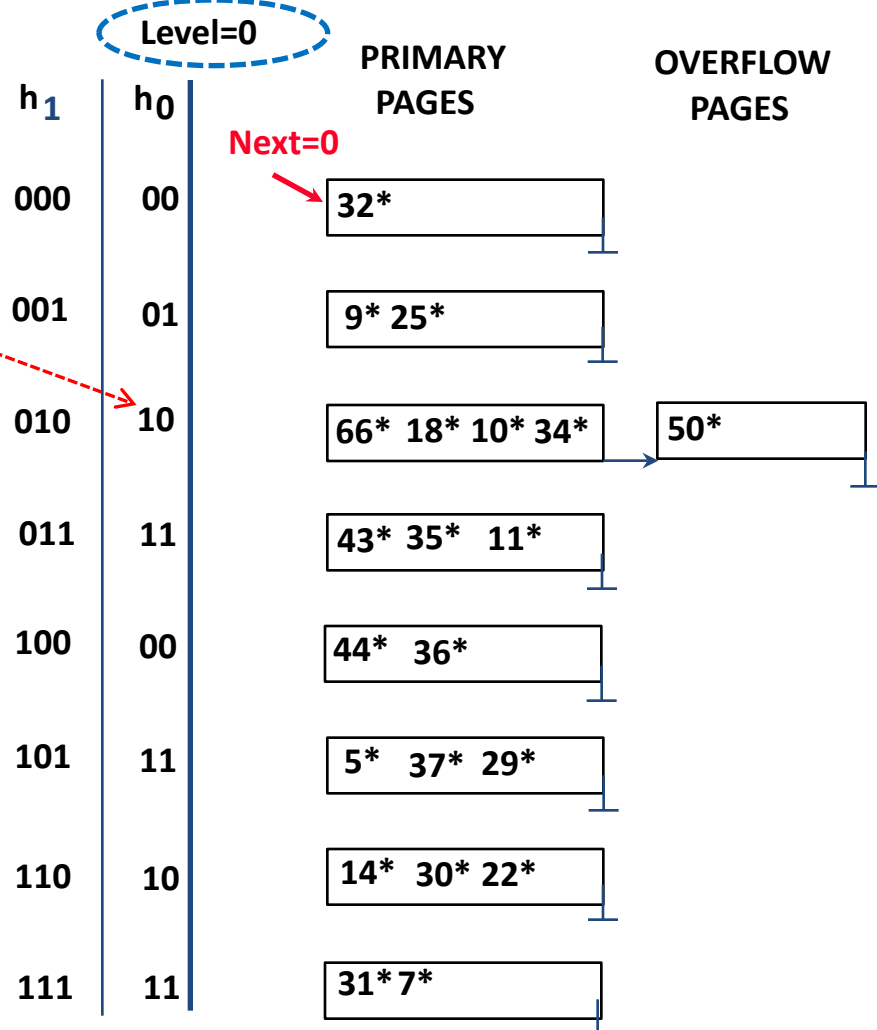 Level=0
PRIMARY PAGES
OVERFLOW PAGES
h1 h0
Next=0
000 00 32*
001 01 9* 25*
010 10 66* 18* 10* 34* 50*
011 11 43* 35* 11*
100 00 44* 36*
101 11 5* 37* 29*
110 10 14* 30* 22*
111 11 31* 7*